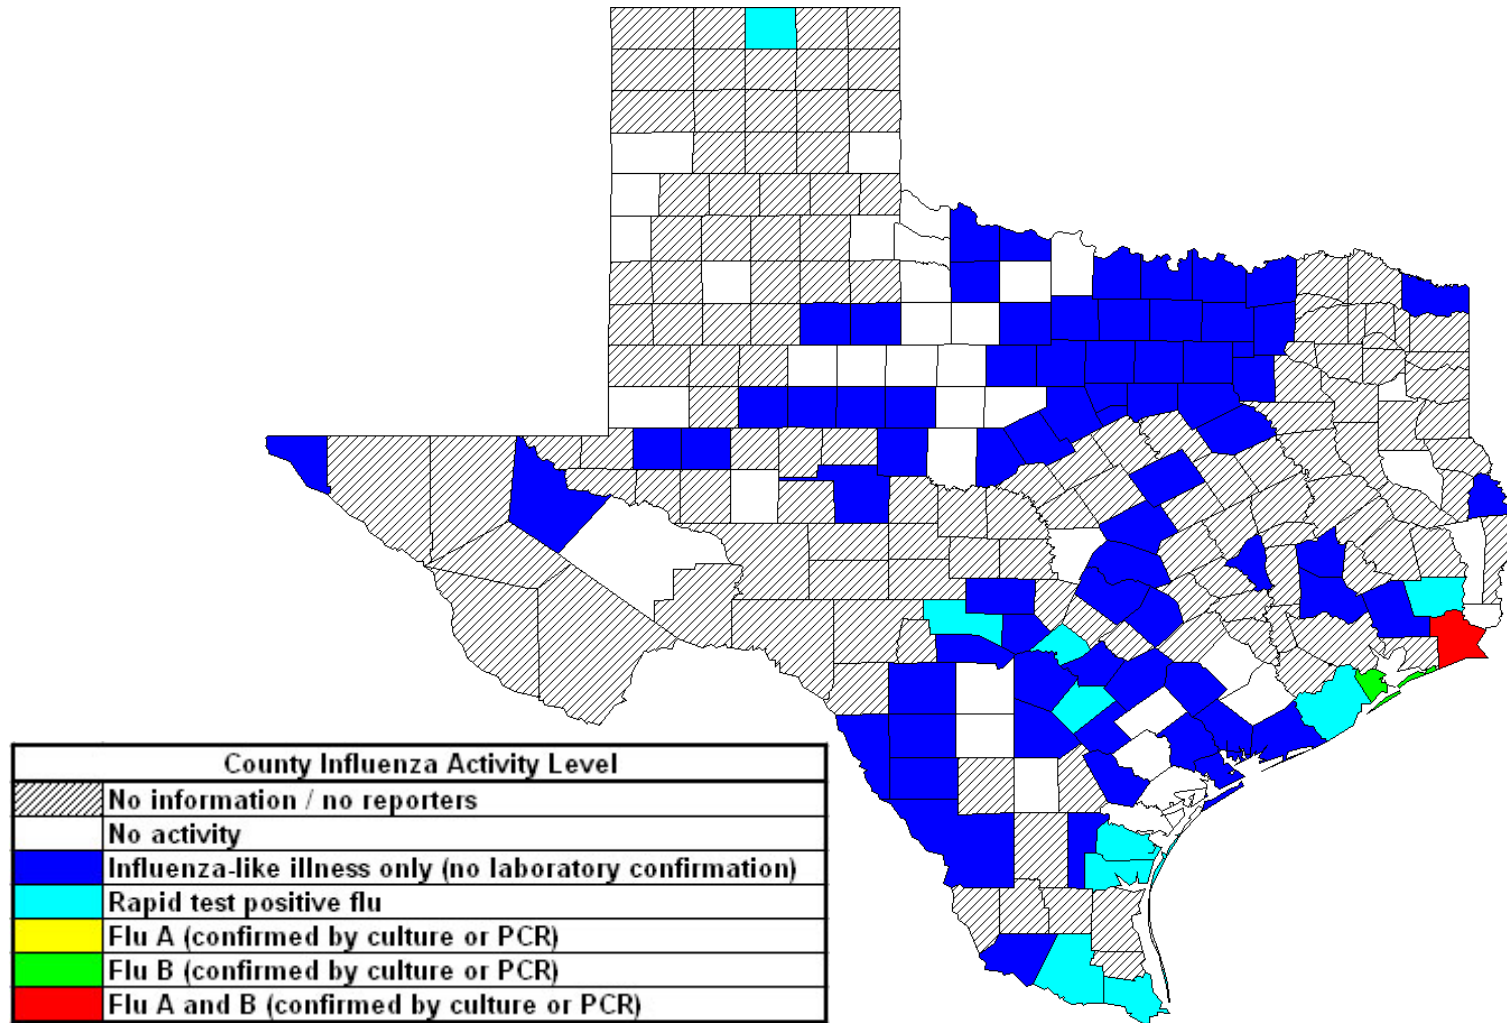 County Influenza Activity Level
No information / no reporters
No activity
Influenza-like illness only (no laboratory confirmation)
Rapid test positive flu
Flu A (confirmed by culture or PCR)
Flu B (confirmed by culture or PCR)
Flu A and B (confirmed by culture or PCR)